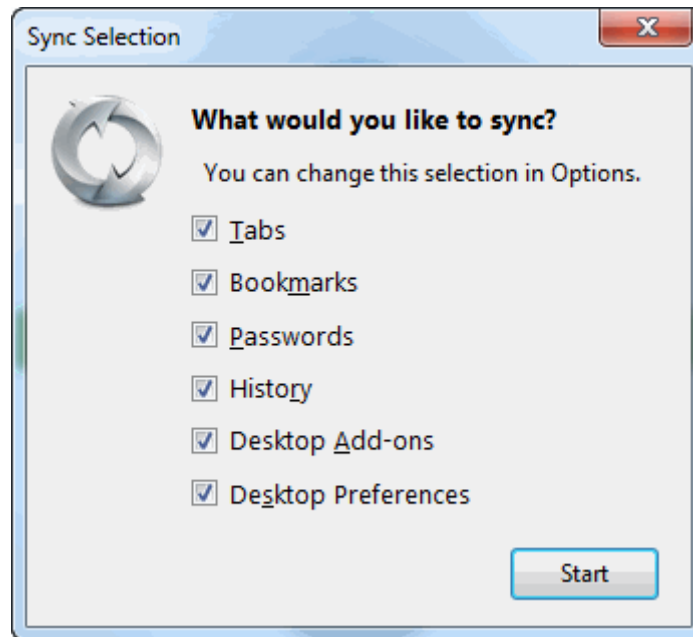 Sync Selection
What would you like to sync?
You can change this selection in Options.
Tabs
Bookmarks
Passwords
History
Desktop Add-ons
Desktop Preferences
Start